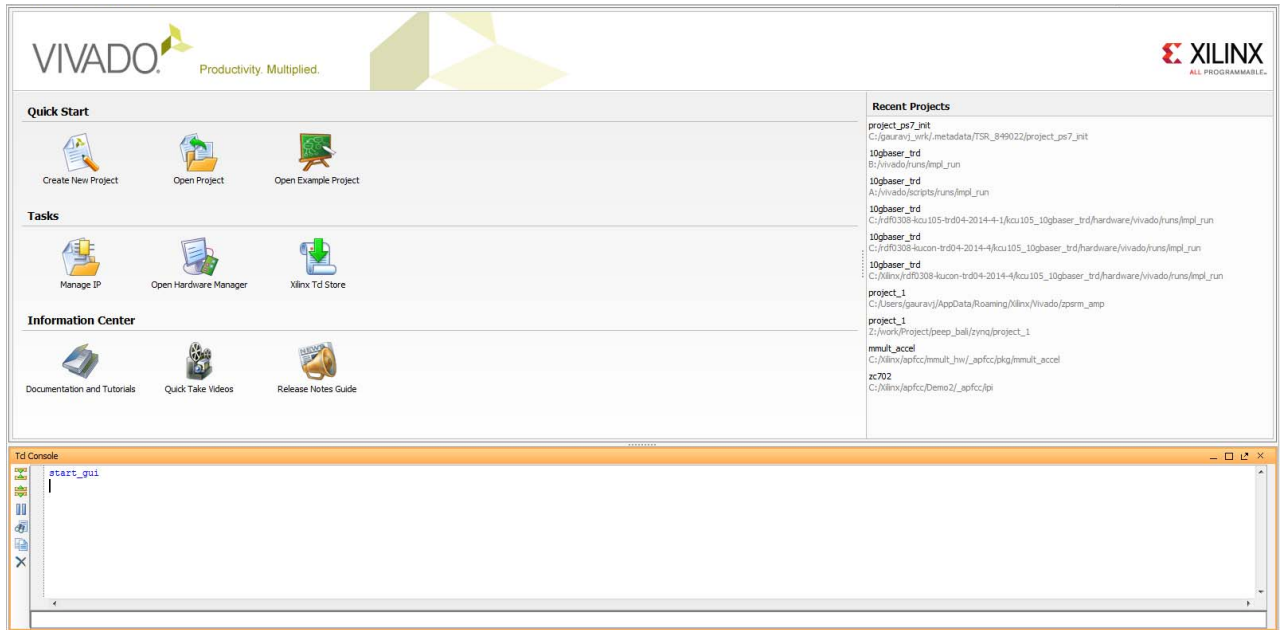 VIVADO.
Productivity. Multiplied.
XILINX
ALL PROGRAMMABLE.
Quick Start
Create New Project
Open Project
Open Example Project
Tasks
Manage IP
Open Hardware Manager
Xilinx Tcl Store
Information Center
Documentation and Tutorials
Quick Take Videos
Release Notes Guide
Recent Projects
project_ps7_init
C:/gauravj_wrk/.metadata/TSR_849022/project_ps7_init
10gbaser_trd
B:/vivado/runs/impl_run
10gbaser_trd
A:/vivado/scripts/runs/impl_run
10gbaser_trd
C:/rdf0308-kcu105-trd04-2014-4-1/kcu105_10gbaser_trd/hardware/vivado/runs/impl_run
10gbaser_trd
C:/rdf0308-kucon-trd04-2014-4/kcu105_10gbaser_trd/hardware/vivado/runs/impl_run
10gbaser_trd
C:/Xilinx/rdf0308-kucon-trd04-2014-4/kcu105_10gbaser_trd/hardware/vivado/runs/impl_run
project_1
C:/Users/gauravj/AppData/Roaming/Xilinx/Vivado/zpsrm_amp
project_1
Z:/work/Project/peep_bali/zynq/project_1
mmult_accel
C:/Xilinx/apfcc/mmult_hw/_apfcc/pkg/mmult_accel
zc702
C:/Xilinx/apfcc/Demo2/_apfcc/ipi
Tcl Console
start_gui